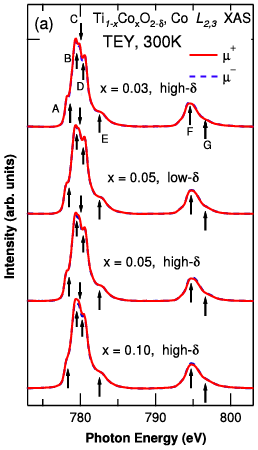 (a)
Ti1-xCoxO2-δ, Co L2,3 XAS
TEY, 300K
μ+
μ−
C
B
D
A
E
F
G
x = 0.03, high-δ
x = 0.05, low-δ
x = 0.05, high-δ
x = 0.10, high-δ
Intensity (arb. units)
780 790 800
Photon Energy (eV)